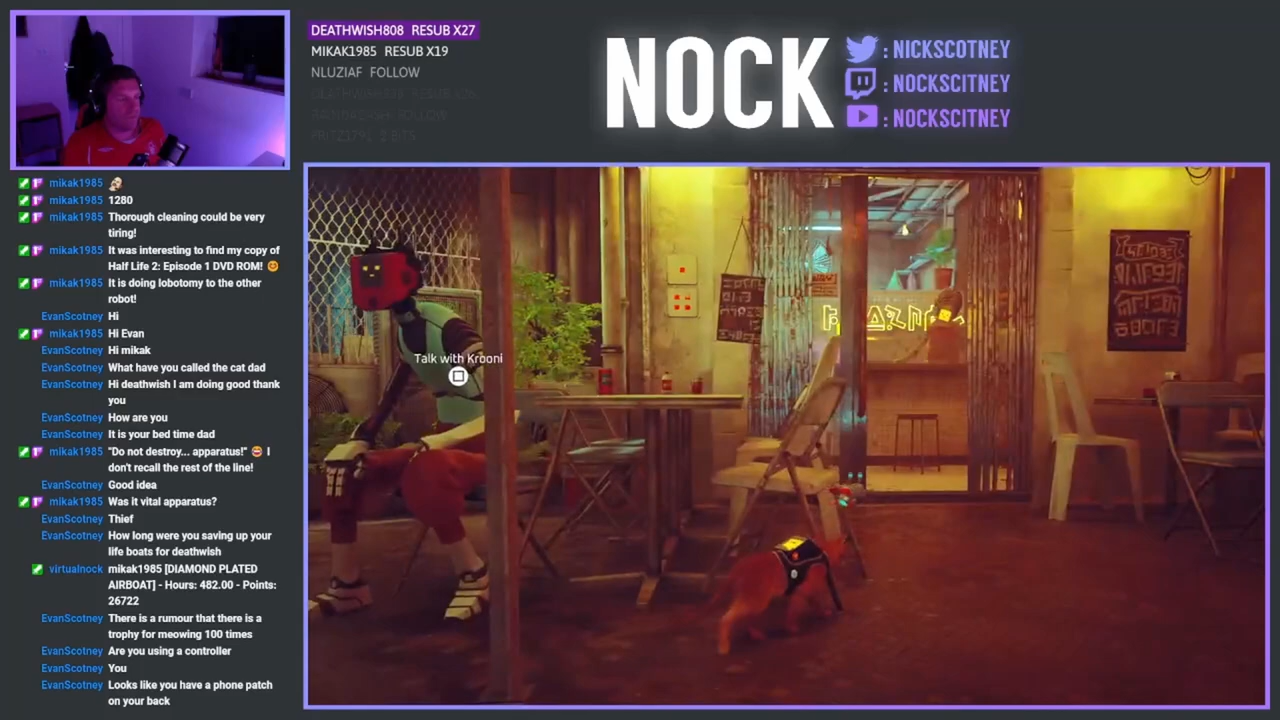 DEATHWISH808 RESUB X27
MIKAK1985 RESUB X19
NLUZIAF FOLLOW
DEATHWISH808 RESUB X26
FOLLOW
NOCK
: NICKSCOTNEY
: NOCKSCITNEY
: NOCKSCITNEY
mikak1985
mikak1985 1280
mikak1985 Thorough cleaning could be very
tiring!
mikak1985 It was interesting to find my copy of
Half Life 2: Episode 1 DVD ROM!
mikak1985 It is doing lobotomy to the other
robot!
EvanScotney Hi
mikak1985 Hi Evan
EvanScotney Hi mikak
EvanScotney What have you called the cat dad
EvanScotney Hi deathwish I am doing good thank
you
EvanScotney How are you
EvanScotney It is your bed time dad
mikak1985 "Do not destroy... apparatus!" I
don't recall the rest of the line!
EvanScotney Good idea
mikak1985 Was it vital apparatus?
EvanScotney Thief
EvanScotney How long were you saving up your
life boats for deathwish
virtualnock mikak1985 [DIAMOND PLATED
AIRBOAT] - Hours: 482.00 - Points:
26722
EvanScotney There is a rumour that there is a
trophy for meowing 100 times
EvanScotney Are you using a controller
EvanScotney You
EvanScotney Looks like you have a phone patch
on your back
Talk with Krooni